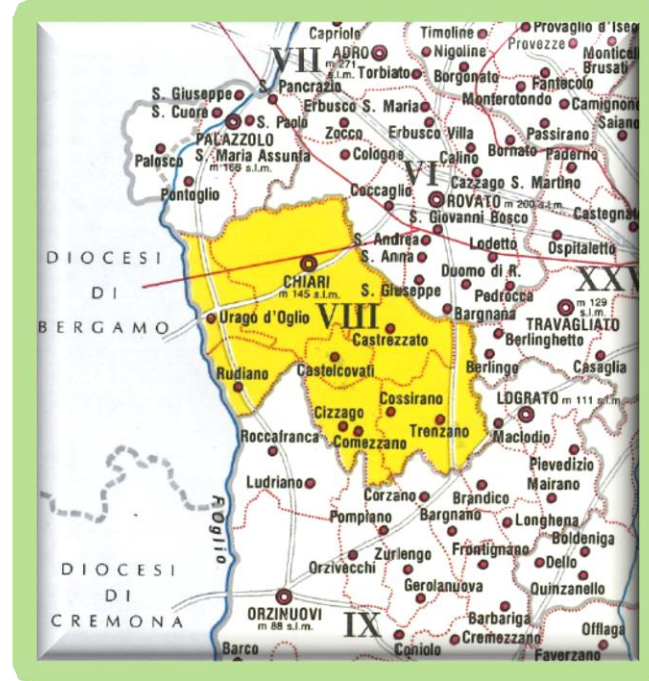 Capriolo
Timoline
Provaglio d'Iseo
VII
ADRO
m 271
s.l.m.
Nigoline
Provezze
Monticell
Brusati
Torbiato
Borgonato
Fantecolo
S. Pancrazio
Monterotondo
Camignone
S. Giuseppe
Erbusco S. Maria
S. Cuore
S. Paolo
Zocco
Erbusco Villa
Passirano
Saiano
PALAZZOLO
S. Maria Assunta
m 166 s.l.m.
Palosco
Cologne
Calino
Bornato
Paderno
Pontoglio
Coccaglio
VI
Cazzago S. Martino
ROVATO m 200 s.l.m.
S. Giovanni Bosco
Castegnat
S. Andrea
Lodetto
Ospitaletto
S. Anna
DIOCESI
DI
BERGAMO
CHIARI
m 145 s.l.m.
Duomo di R.
XXV
S. Giuseppe
Pedrocca
m 129
s.l.m.
TRAVAGLIATO
Urago d'Oglio
VIII
Bargnana
Castrezzato
Berlinghetto
Castelcovati
Berlingo
Casaglia
Rudiano
Cossirano
LOGRATO m 111 s.l.m.
Cizzago
Comezzano
Trenzano
Maclodio
Roccafranca
Pievedizio
Ludriano
Corzano
Brandico
Mairano
R. Oglio
Pompiano
Bargnano
Longhena
Boldeniga
Orzivecchi
Zurlengo
Frontignano
Dello
DIOCESI
DI
CREMONA
Gerolanuova
Quinzanello
ORZINUOVI
m 88 s.l.m.
IX
Barbariga
Offlaga
Coniolo
Cremezzano
Barco
Faverzano